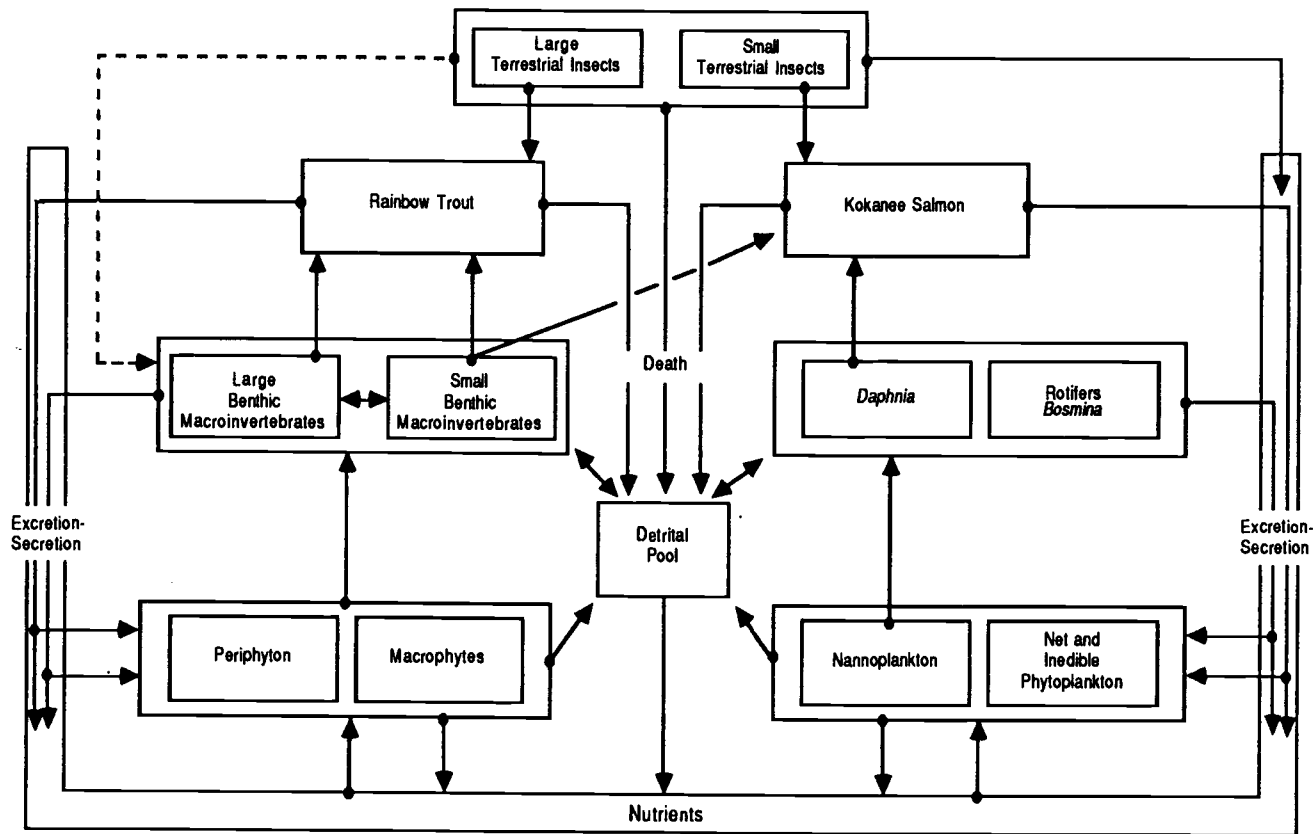 Large
Terrestrial Insects
Small
Terrestrial Insects
Rainbow Trout
Kokanee Salmon
Large
Benthic
Macroinvertebrates
Small
Benthic
Macroinvertebrates
Death
Daphnia
Rotifers
Bosmina
Excretion-
Secretion
Detrital
Pool
Excretion-
Secretion
Periphyton
Macrophytes
Nannoplankton
Net and
Inedible
Phytoplankton
Nutrients